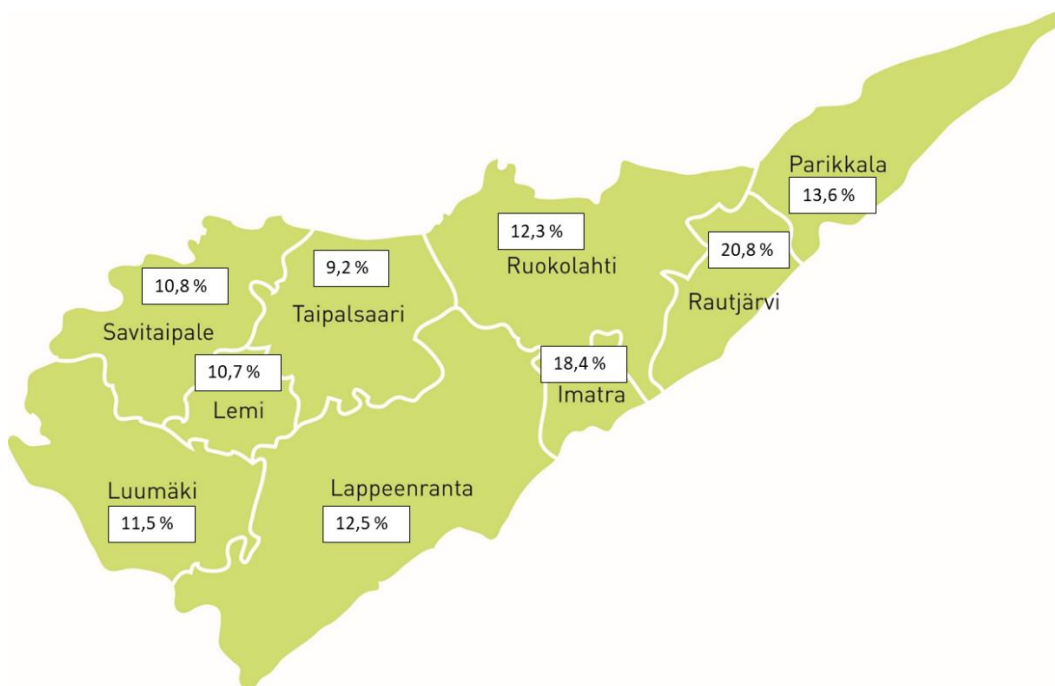 Parikkala
13,6 %
12,3 %
Ruokolahti
20,8 %
Rautjärvi
9,2 %
Taipalsaari
10,8 %
Savitaipale
10,7 %
Lemi
18,4 %
Imatra
Luumäki
11,5 %
Lappeenranta
12,5 %